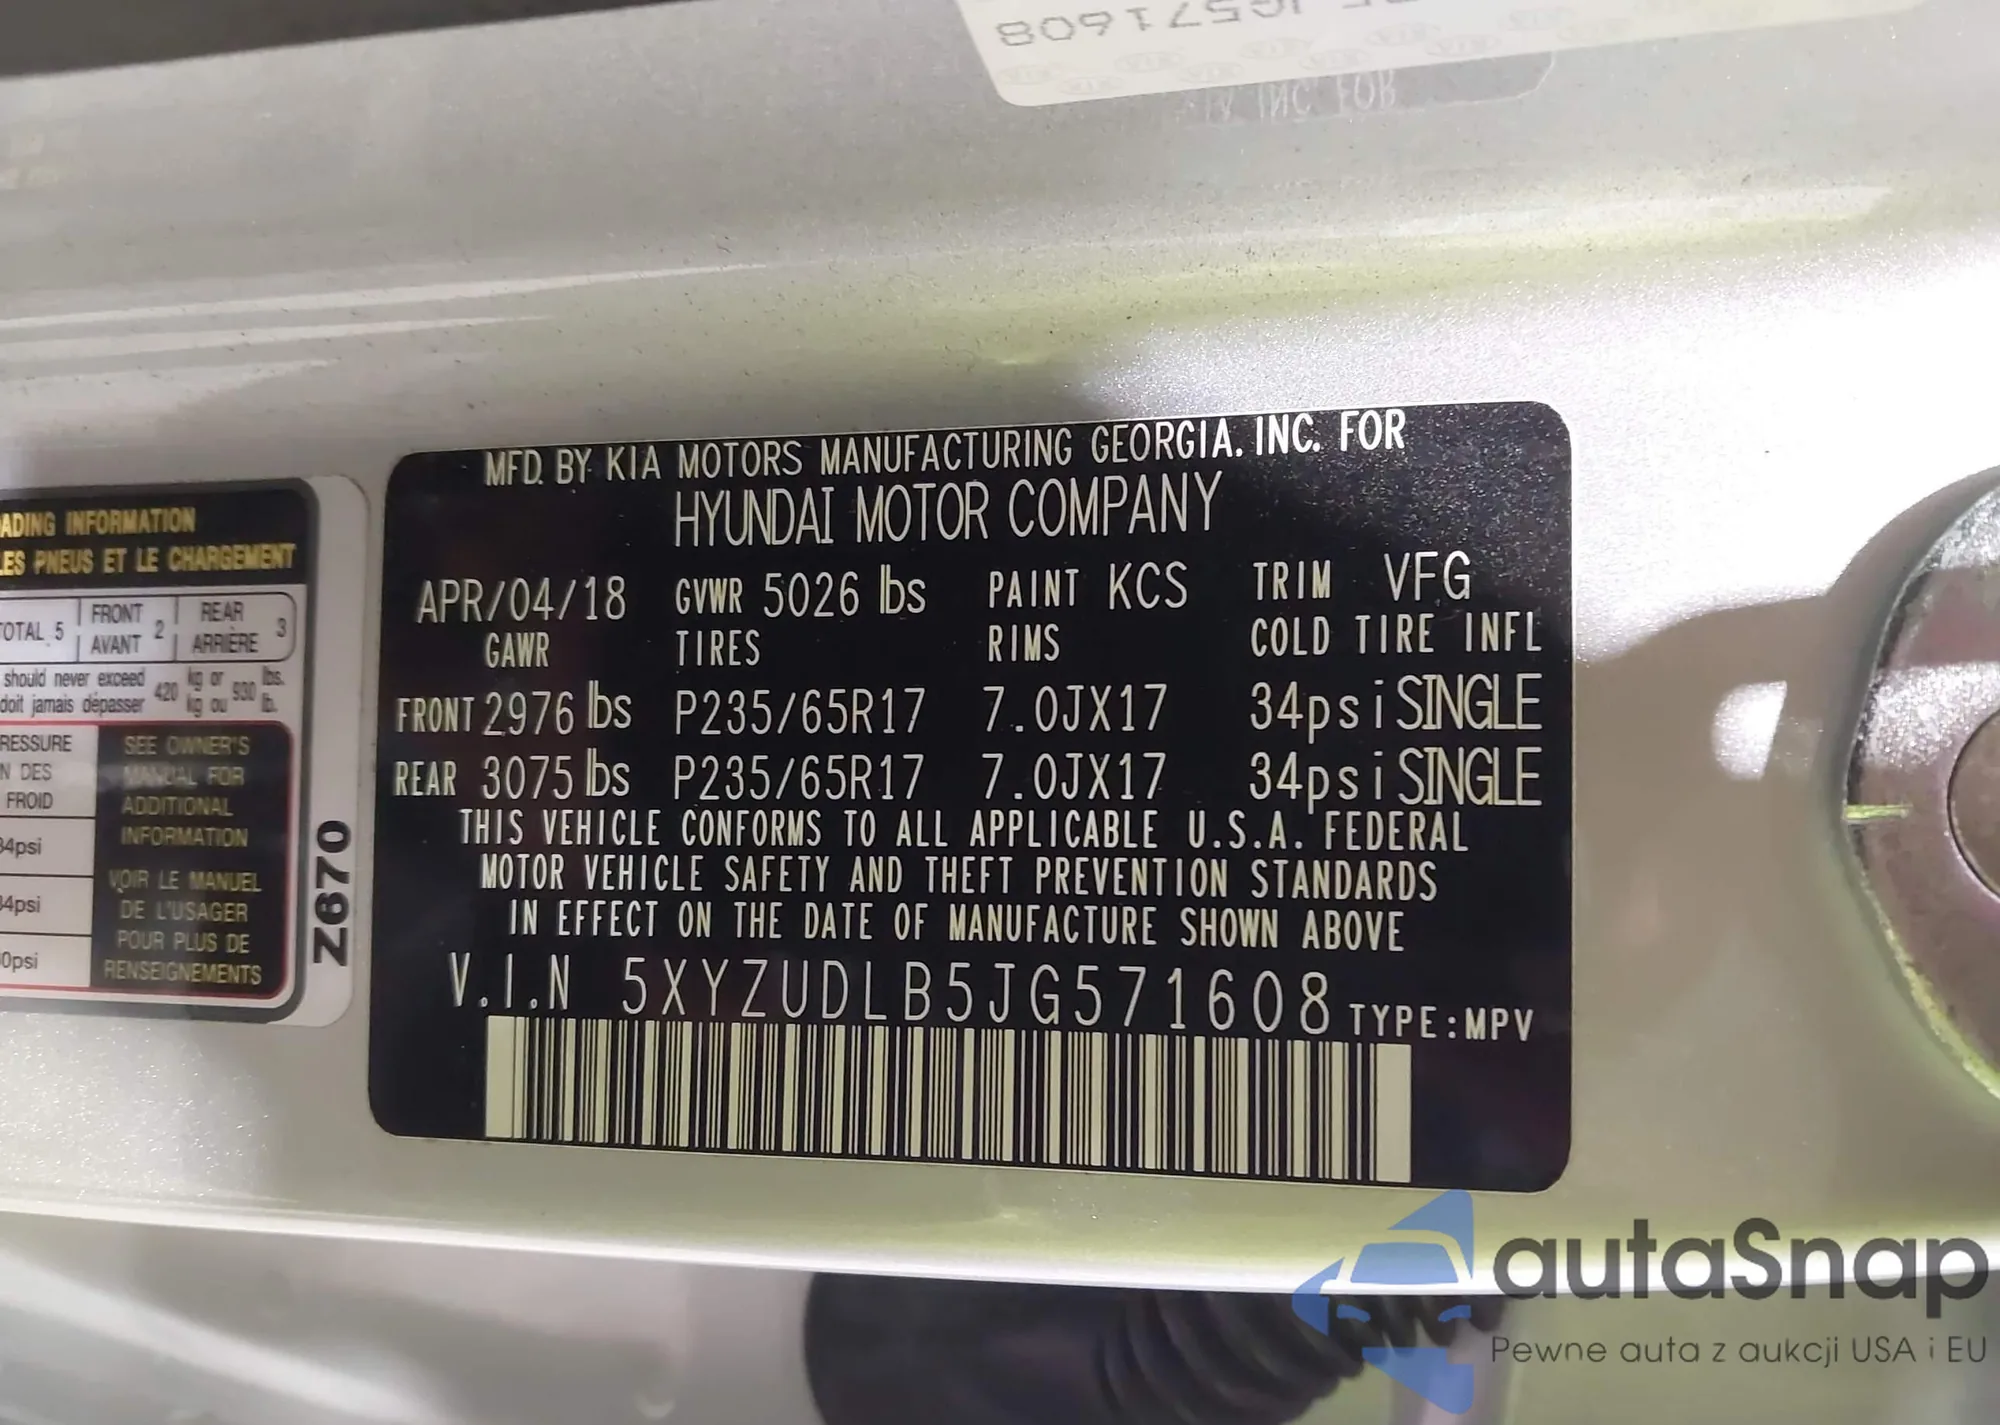 JG571608
MFD. BY KIA MOTORS MANUFACTURING GEORGIA. INC. FOR
HYUNDAI MOTOR COMPANY
APR/04/18 GVWR 5026 lbs PAINT KCS TRIM VFG
GAWR TIRES RIMS COLD TIRE INFL
FRONT 2976 lbs P235/65R17 7.0JX17 34psi SINGLE
REAR 3075 lbs P235/65R17 7.0JX17 34psi SINGLE
THIS VEHICLE CONFORMS TO ALL APPLICABLE U.S.A. FEDERAL
MOTOR VEHICLE SAFETY AND THEFT PREVENTION STANDARDS
IN EFFECT ON THE DATE OF MANUFACTURE SHOWN ABOVE
V.I.N 5XYZUDLB5JG571608 TYPE:MPV
ADING INFORMATION
LES PNEUS ET LE CHARGEMENT
TOTAL 5 FRONT AVANT 2 REAR ARRIÈRE 3
should never exceed 420 kg or 930 lbs.
doit jamais dépasser kg ou lb.
RESSURE
N DES
FROID
34psi
34psi
0psi
SEE OWNER'S
MANUAL FOR
ADDITIONAL
INFORMATION
VOIR LE MANUEL
DE L'USAGER
POUR PLUS DE
RENSEIGNEMENTS
Z670
autaSnap
Pewne auta z aukcji USA i EU